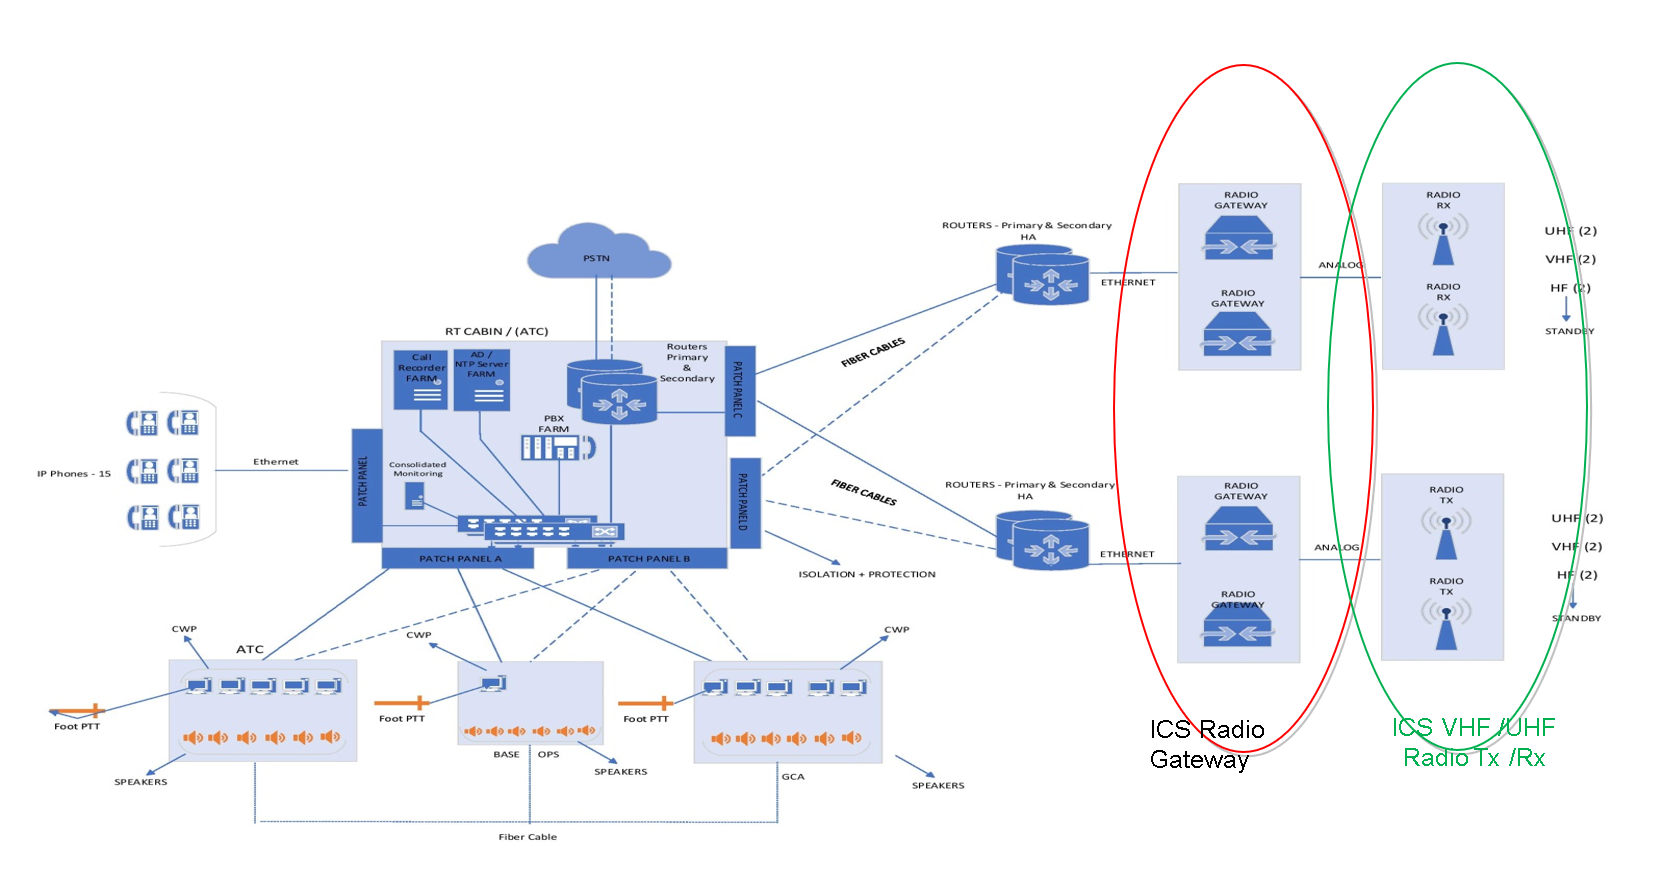 PSTN
RT CABIN / (ATC)
Call
Recorder
FARM
AD /
NTP Server
FARM
Routers
Primary
&
Secondary
PBX
FARM
Consolidated
Monitoring
PATCH PANEL
PATCH PANEL C
PATCH PANEL D
PATCH PANEL A
PATCH PANEL B
IP Phones - 15
Ethernet
FIBER CABLES
FIBER CABLES
ISOLATION + PROTECTION
ROUTERS - Primary & Secondary
HA
ETHERNET
RADIO
GATEWAY
RADIO
GATEWAY
ANALOG
RADIO
RX
RADIO
RX
UHF (2)
VHF (2)
HF (2)
STANDBY
ROUTERS - Primary & Secondary
HA
ETHERNET
RADIO
GATEWAY
RADIO
GATEWAY
ANALOG
RADIO
TX
RADIO
TX
UHF (2)
VHF (2)
HF (2)
STANDBY
CWP
ATC
Foot PTT
SPEAKERS
CWP
Foot PTT
BASE OPS
SPEAKERS
CWP
Foot PTT
GCA
SPEAKERS
Fiber Cable
ICS Radio
Gateway
ICS VHF /UHF
Radio Tx /Rx